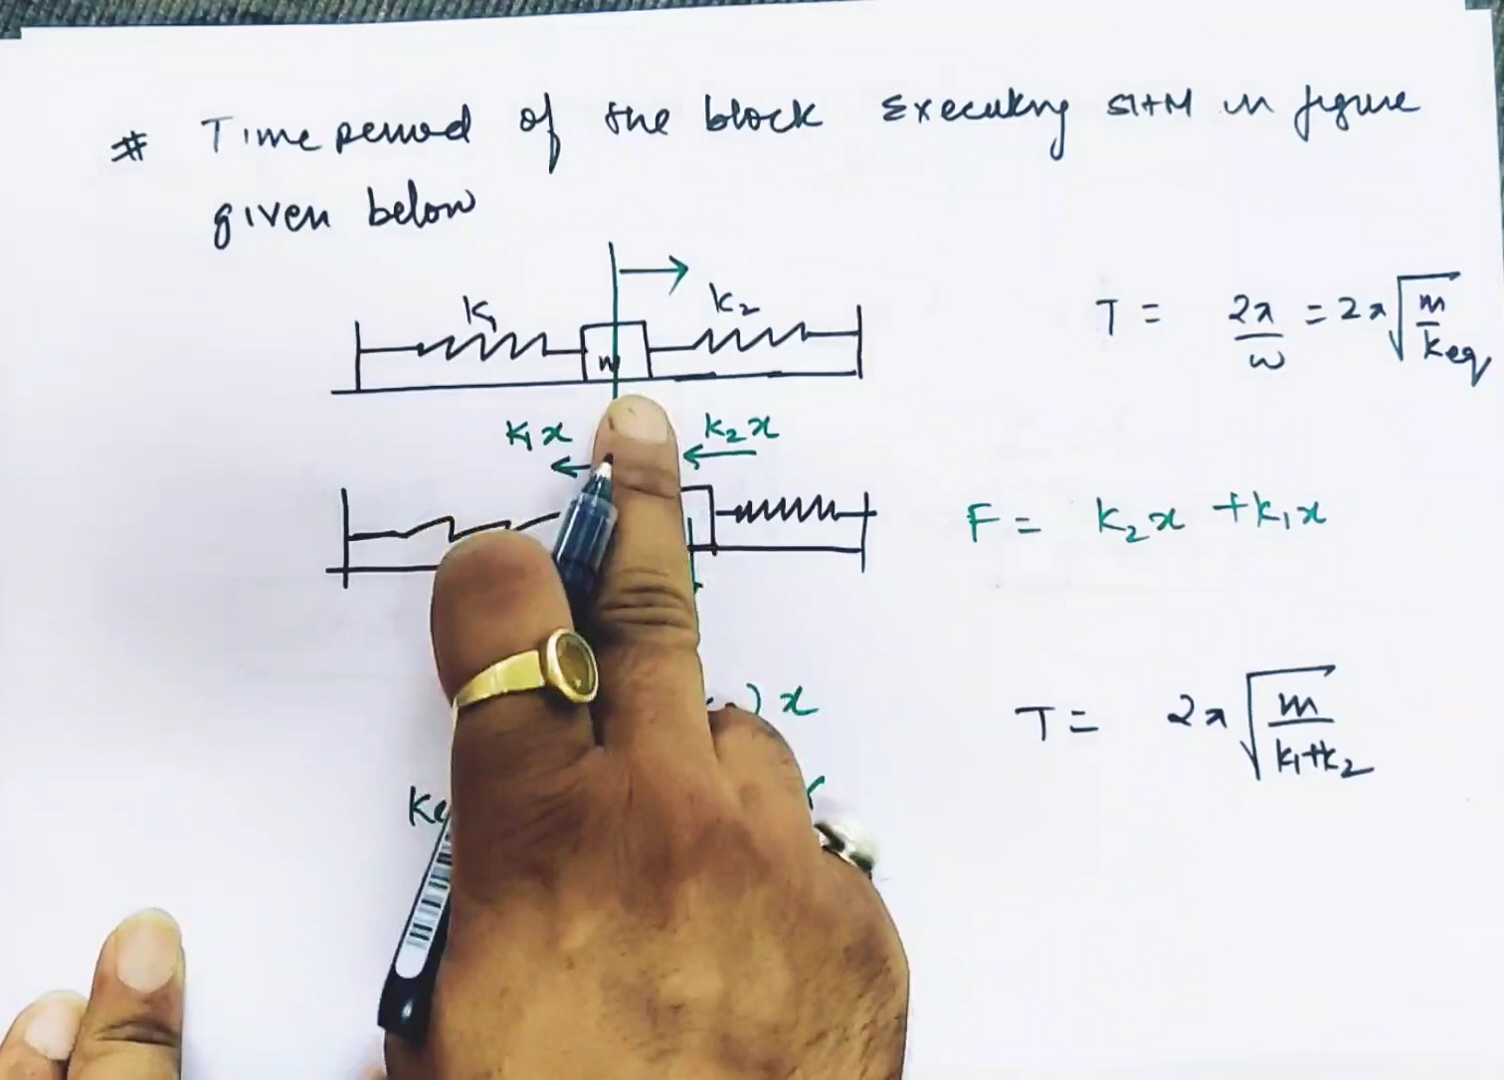 # Time period of the block Executing SHM in figure
given below
K₁ K₂
m
T = 2π/ω = 2π√(m/keq)
K₁x K₂x
F = K₂x + K₁x
) x
T = 2π√(m/(k₁+k₂))